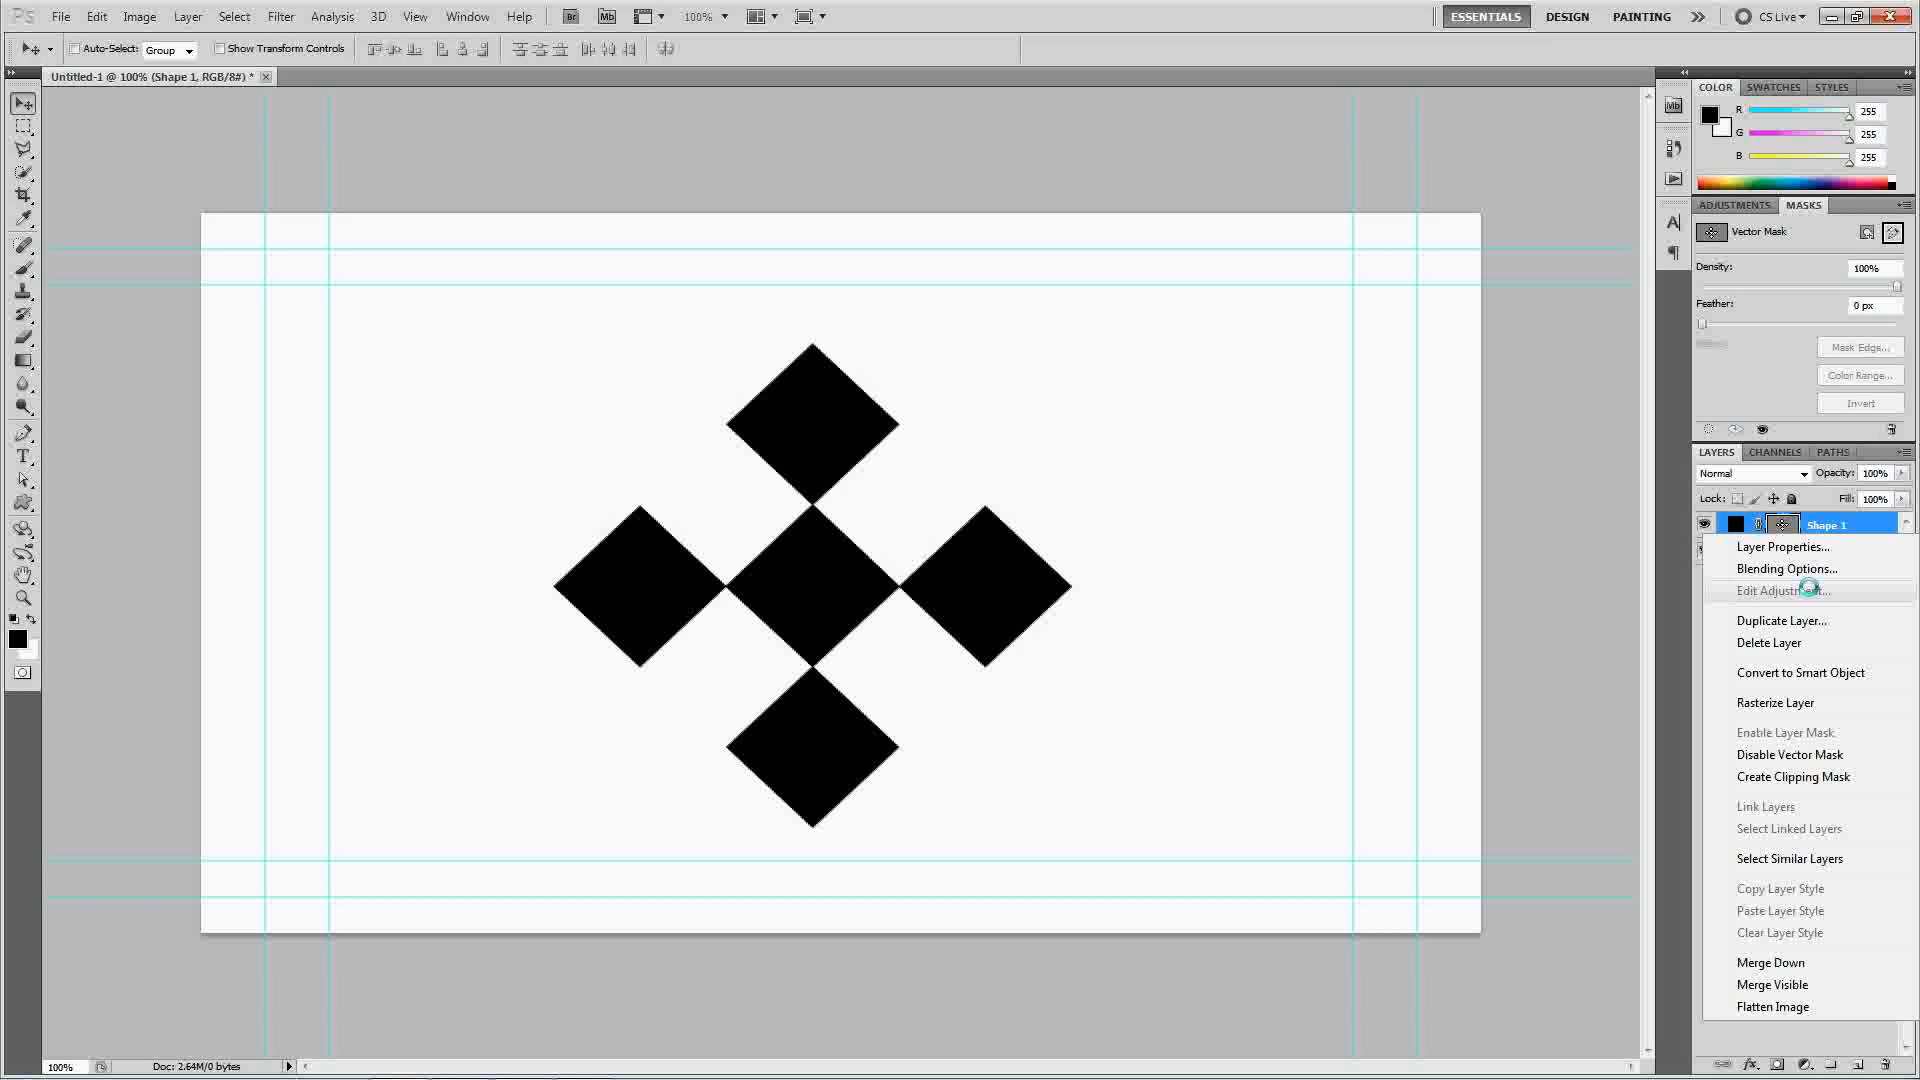 Ps File Edit Image Layer Select Filter Analysis 3D View Window Help Br Mb 100% ESSENTIALS DESIGN PAINTING CS Live
Auto-Select: Group Show Transform Controls
Untitled-1 @ 100% (Shape 1, RGB/8#) *
COLOR SWATCHES STYLES
Mb
R 255
G 255
B 255
ADJUSTMENTS MASKS
Vector Mask
Density: 100%
Feather: 0 px
Mask Edge...
Color Range...
Invert
LAYERS CHANNELS PATHS
Normal Opacity: 100%
Lock: Fill: 100%
Shape 1
Layer Properties...
Blending Options...
Duplicate Layer...
Delete Layer
Convert to Smart Object
Rasterize Layer
Enable Layer Mask
Disable Vector Mask
Create Clipping Mask
Link Layers
Select Linked Layers
Select Similar Layers
Copy Layer Style
Paste Layer Style
Clear Layer Style
Merge Down
Merge Visible
Flatten Image
100% Doc: 2.64M/0 bytes